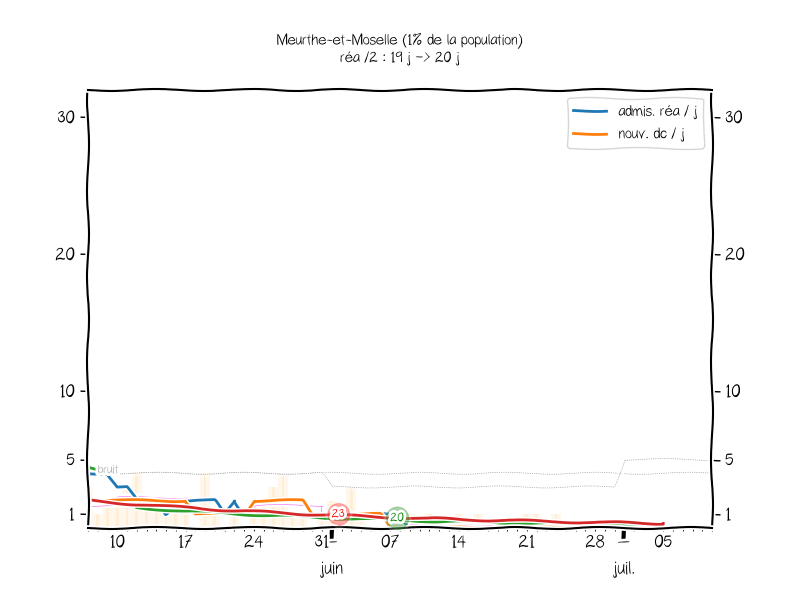 Meurthe-et-Moselle (1% de la population)
réa /2 : 19 j -> 20 j
admis. réa / j
nouv. dc / j
30
30
20
20
10
10
5
5
bruit
1
1
23
20
10 17 24 31 07 14 21 28 05
juin juil.